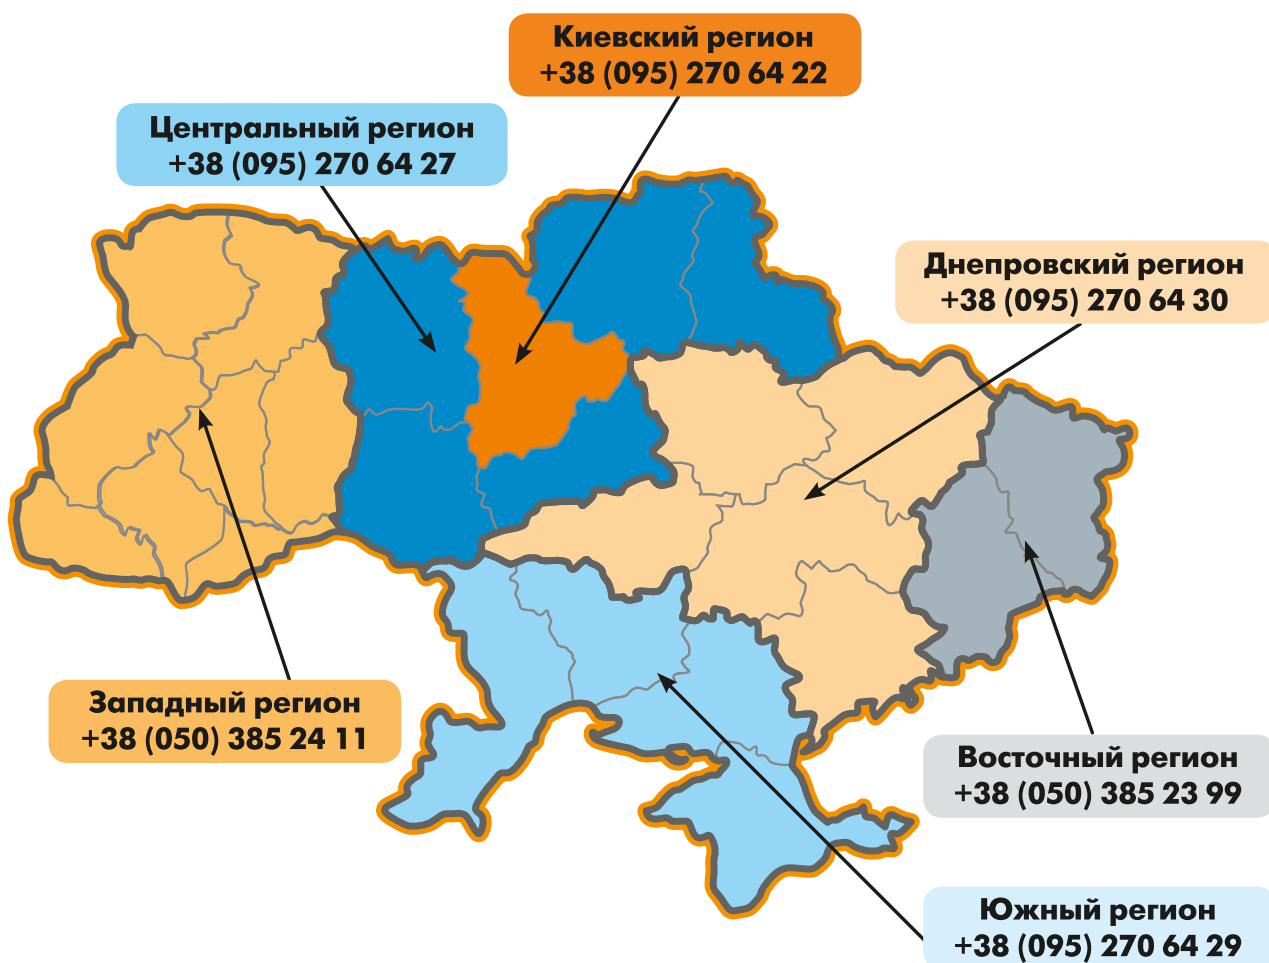 Киевский регион
+38 (095) 270 64 22
Центральный регион
+38 (095) 270 64 27
Днепровский регион
+38 (095) 270 64 30
Западный регион
+38 (050) 385 24 11
Восточный регион
+38 (050) 385 23 99
Южный регион
+38 (095) 270 64 29